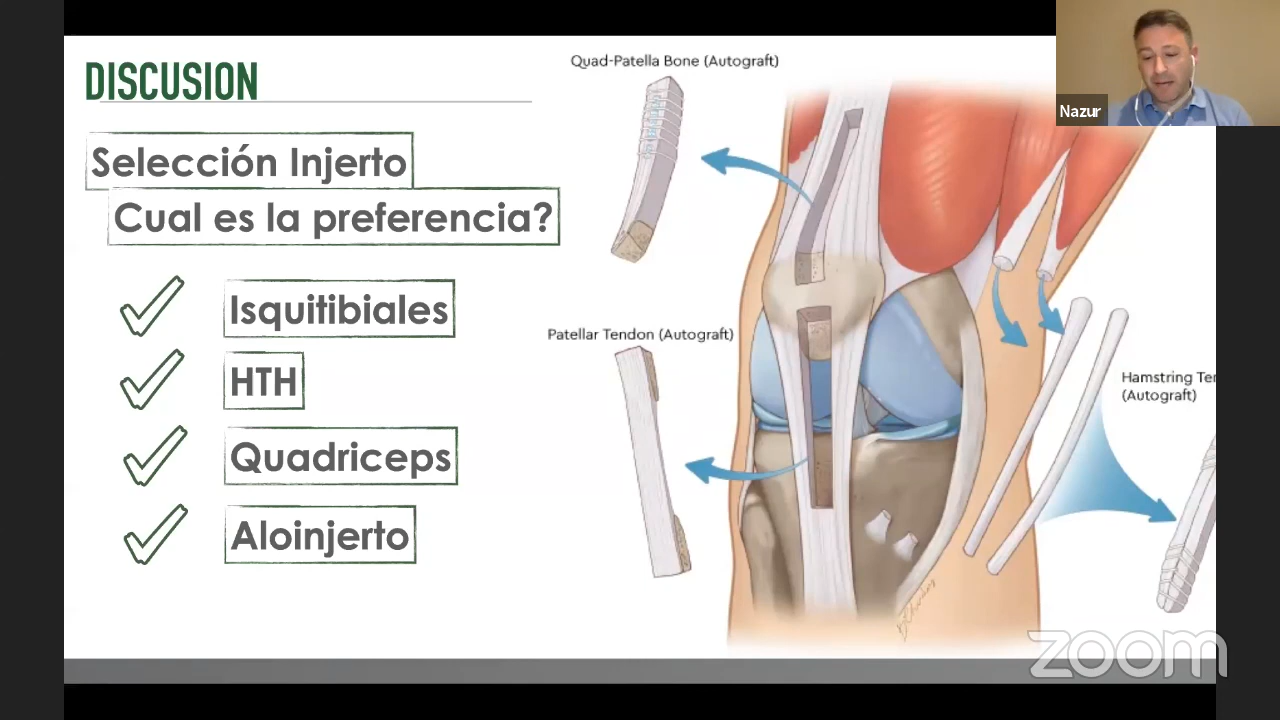 DISCUSION
Selección Injerto
Cual es la preferencia?
Isquitibiales
HTH
Quadriceps
Aloinjerto
Quad-Patella Bone (Autograft)
Patellar Tendon (Autograft)
Hamstring
(Autograft)
Nazur
zoom